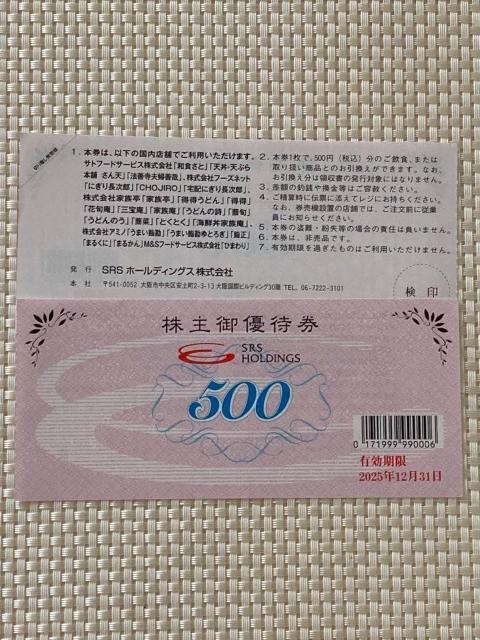 1．本券は、以下の国内店舗でご利用いただけます。
サトフードサービス株式会社「和食さと」「天丼・天ぷら
本舗 さん天」「法善寺夫婦善哉」、株式会社フーズネット
「にぎり長次郎」「CHOJIRO」「宅配にぎり長次郎」、
株式会社家族亭「家族亭」「得得うどん」「得得」
「花旬庵」「三宝庵」「家族庵」「うどんの詩」「蕎旬」
「うどんのう」「蕎菜」「とくとく」「海鮮丼家族庵」、
株式会社アミノ「うまい鮨勘」「うまい鮨勘ゆとろぎ」「鮨正」
「まるくに」「まるかん」M&Sフードサービス株式会社「ひまわり」
2．本券1枚で、500円（税込）分のご飲食、または
取り扱い商品とのお引換えができます。なお、
お引換え分は領収書の発行対象にはなりません。
3．差額の釣銭や換金等はご容赦ください。
4．ご精算時に伝票に添えてレジにお持ちください。
なお、券売機設置の店舗では、ご注文前に従業
員にお知らせください。
5．本券の盗難・紛失等の場合の責任は負いません。
6．本券は、非売品です。
7．有効期限を過ぎたものはご利用いただけません。
発行 SRS ホールディングス 株式会社
本社 〒541-0052 大阪市中央区安土町2-3-13 大阪国際ビルディング30階 TEL. 06-7222-3101
検印
株主御優待券
SRS
HOLDINGS
500
0 171999 990006
有効期限
2025年12月31日